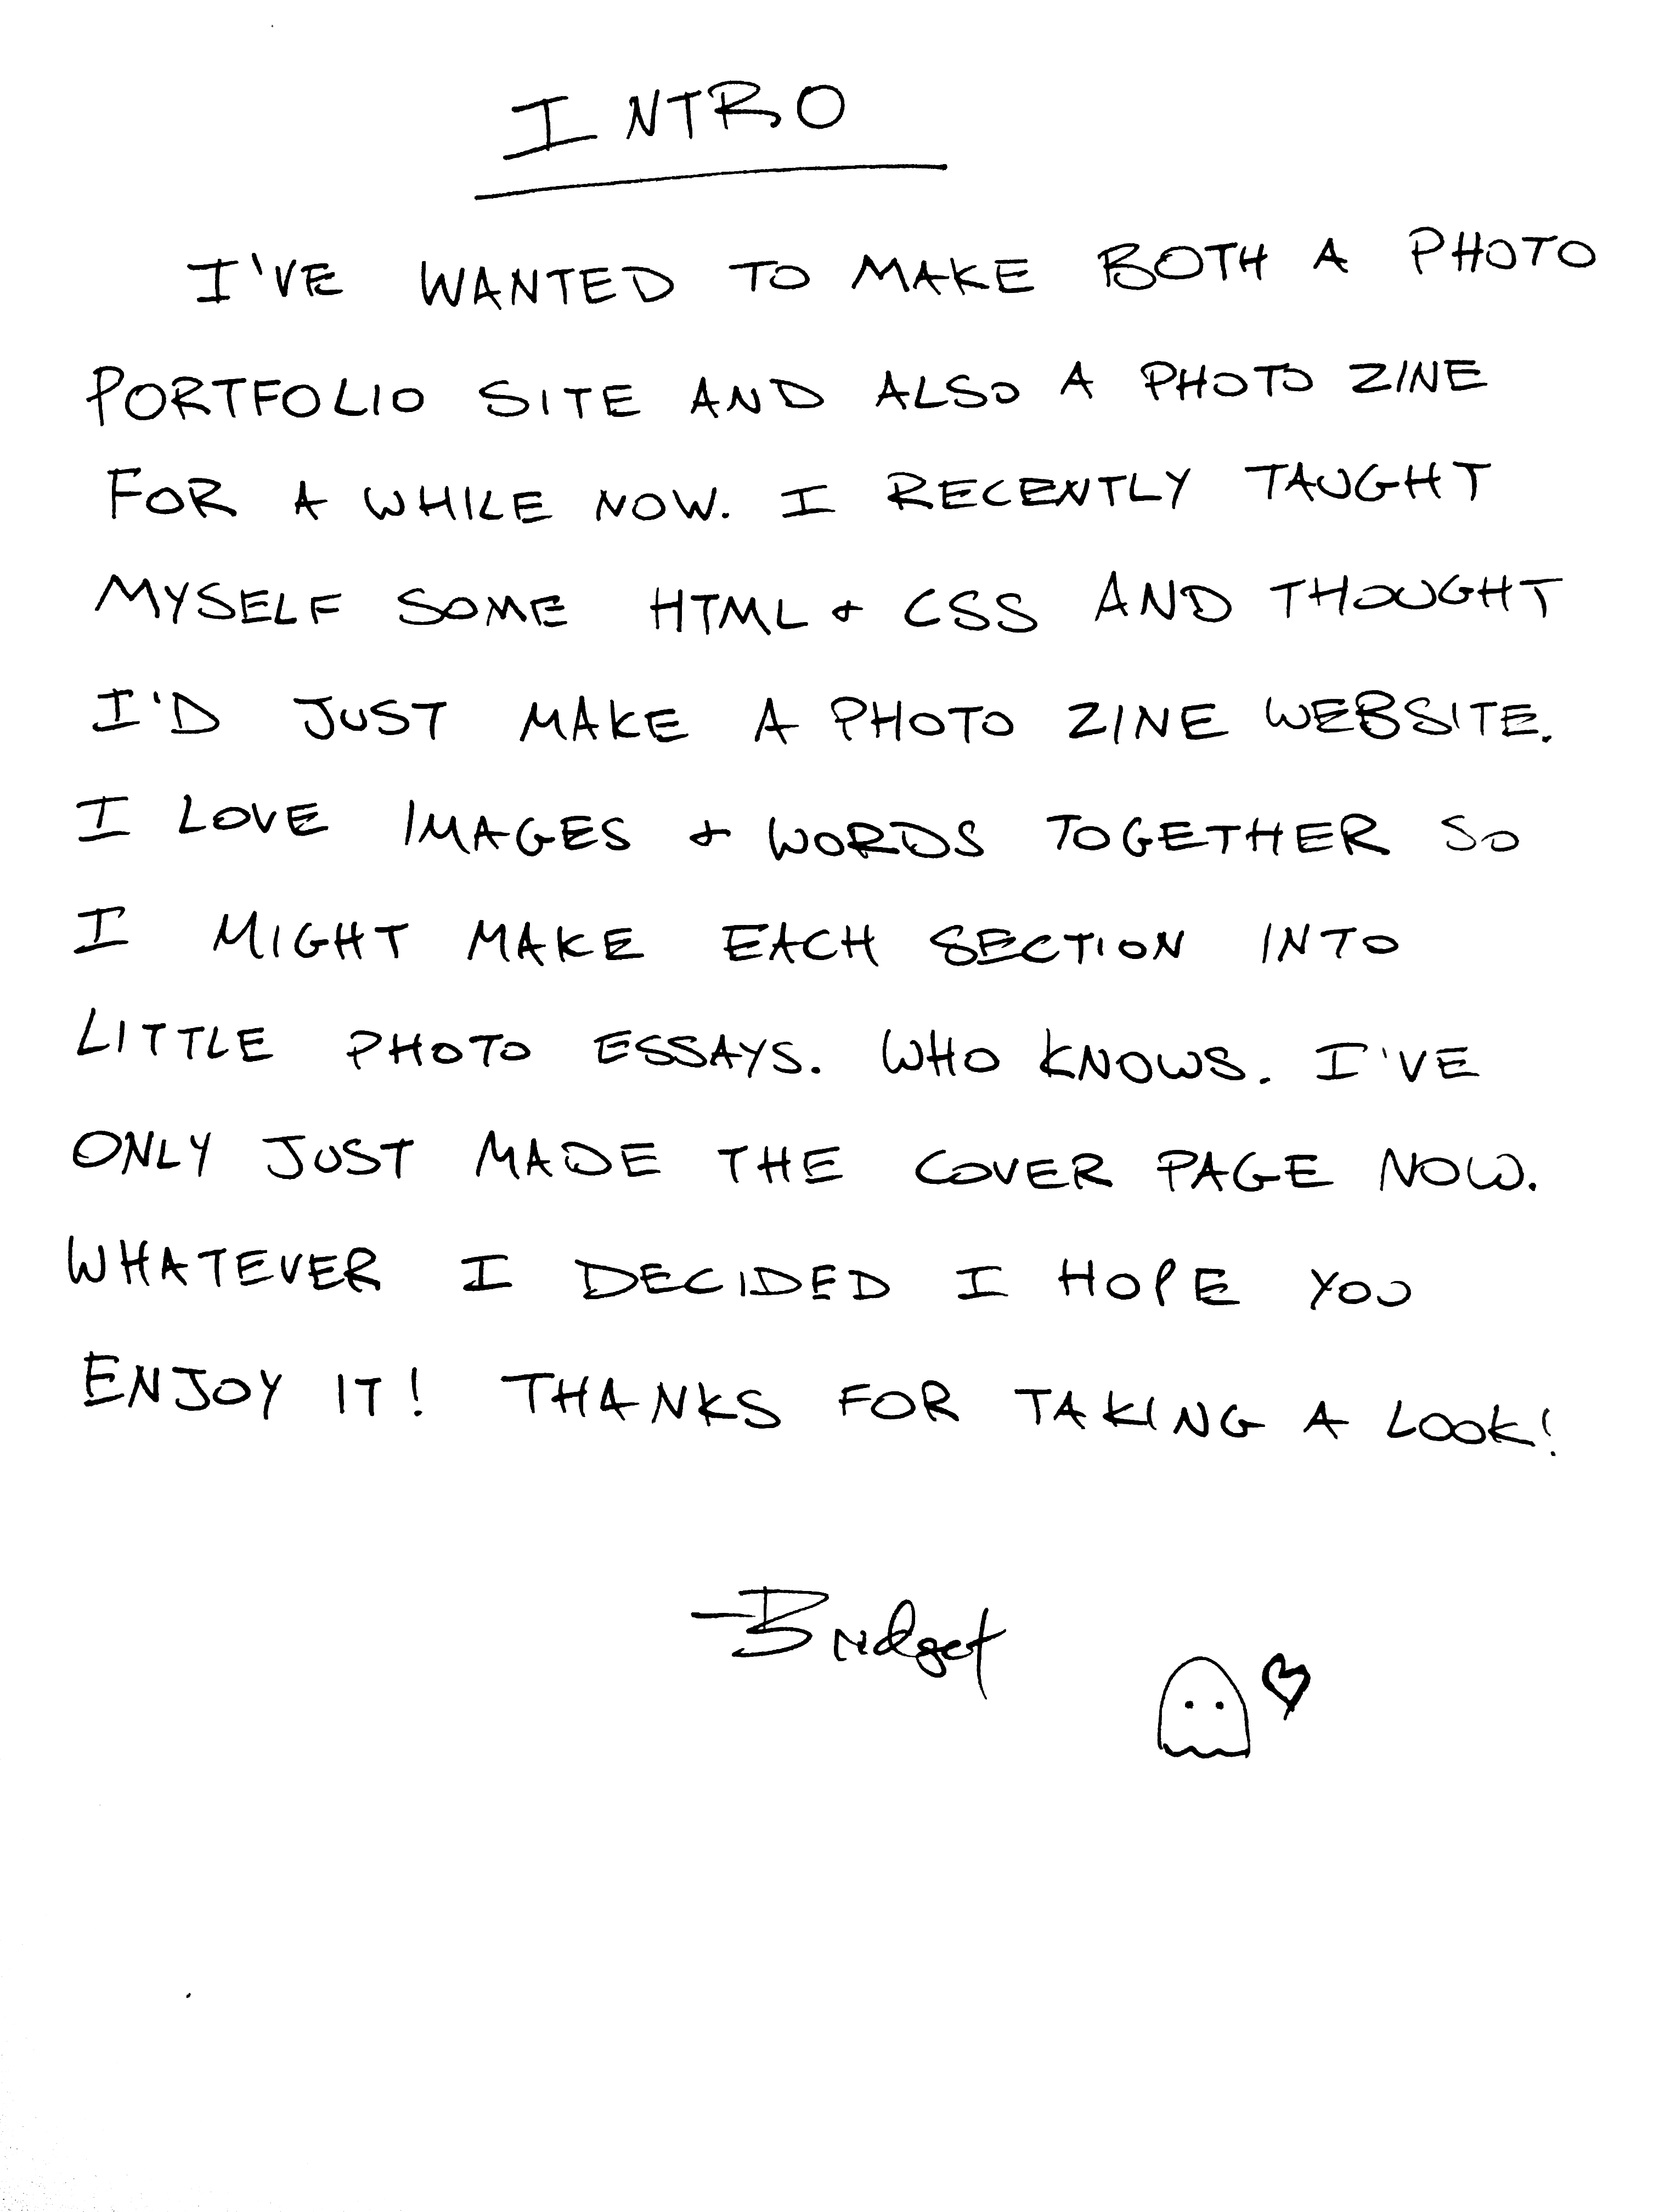 INTRO
I'VE WANTED TO MAKE BOTH A PHOTO
PORTFOLIO SITE AND ALSO A PHOTO ZINE
FOR A WHILE NOW. I RECENTLY TAUGHT
MYSELF SOME HTML & CSS AND THOUGHT
I'D JUST MAKE A PHOTO ZINE WEBSITE.
I LOVE IMAGES & WORDS TOGETHER SO
I MIGHT MAKE EACH SECTION INTO
LITTLE PHOTO ESSAYS. WHO KNOWS. I'VE
ONLY JUST MADE THE COVER PAGE NOW.
WHATEVER I DECIDED I HOPE YOU
ENJOY IT! THANKS FOR TAKING A LOOK!
-Bridget